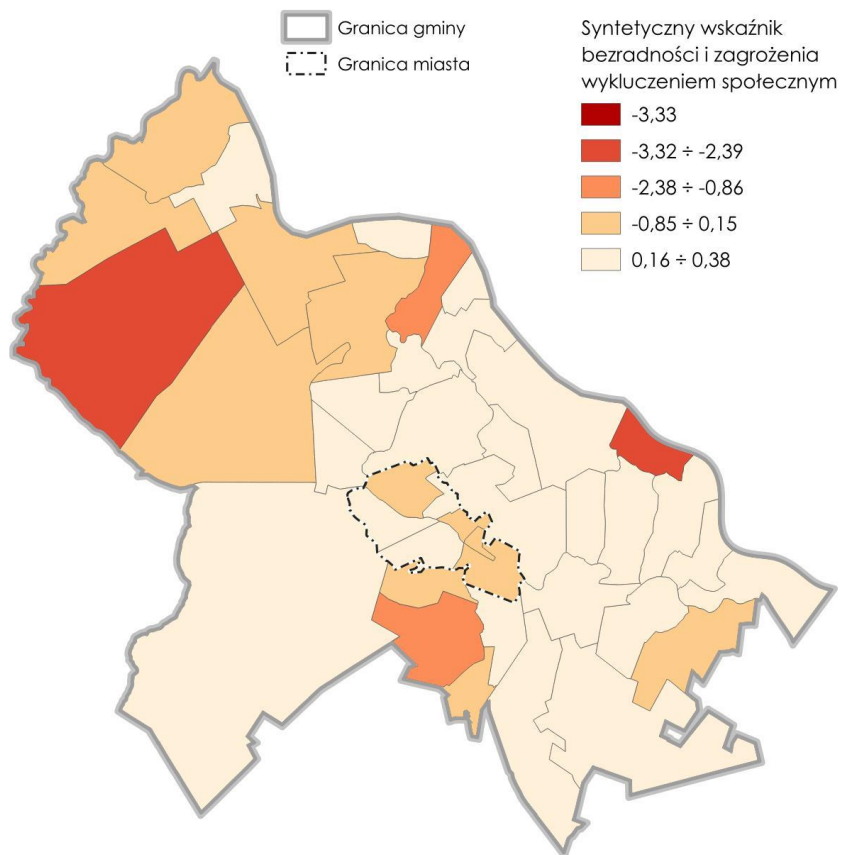 Granica gminy
Granica miasta
Syntetyczny wskaźnik
bezradności i zagrożenia
wykluczeniem społecznym
-3,33
-3,32 ÷ -2,39
-2,38 ÷ -0,86
-0,85 ÷ 0,15
0,16 ÷ 0,38